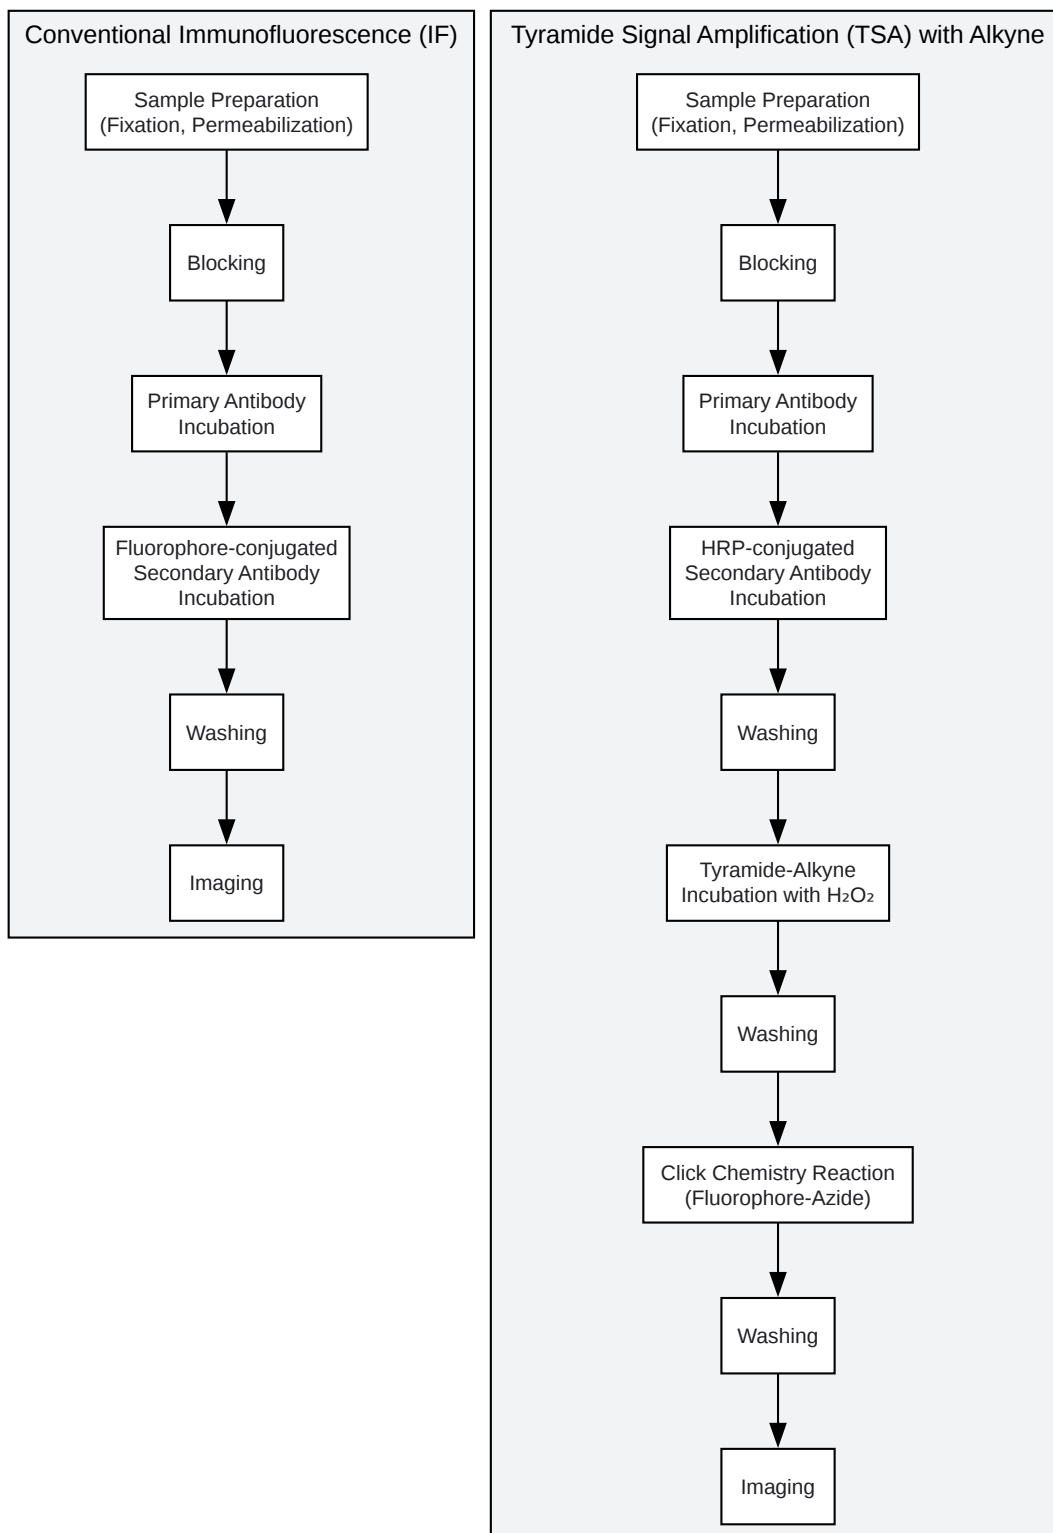 Conventional Immunofluorescence (IF)
Sample Preparation
(Fixation, Permeabilization)
Blocking
Primary Antibody
Incubation
Fluorophore-conjugated
Secondary Antibody
Incubation
Washing
Imaging
Tyramide Signal Amplification (TSA) with Alkyne
Sample Preparation
(Fixation, Permeabilization)
Blocking
Primary Antibody
Incubation
HRP-conjugated
Secondary Antibody
Incubation
Washing
Tyramide-Alkyne
Incubation with H₂O₂
Washing
Click Chemistry Reaction
(Fluorophore-Azide)
Washing
Imaging